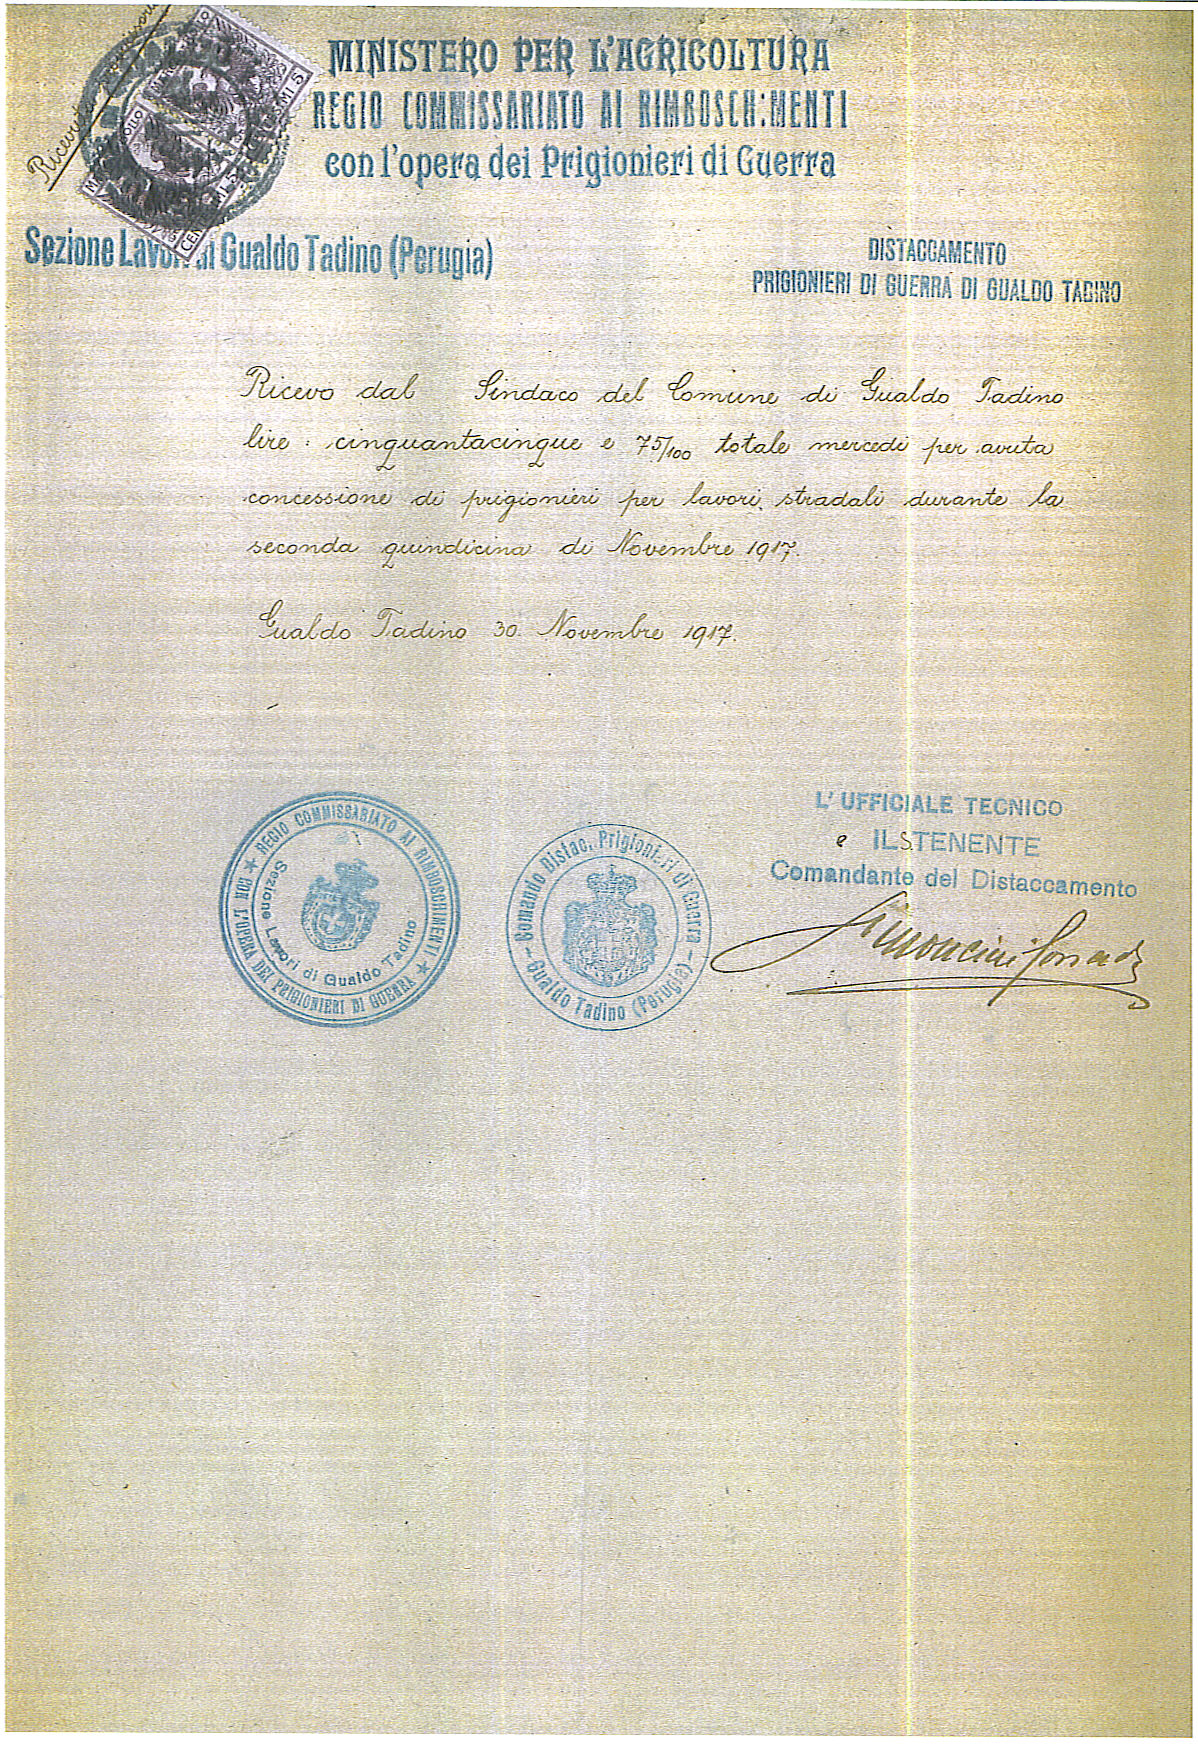 MINISTERO PER L'AGRICOLTURA
REGIO COMMISSARIATO AI RIMBOSCH:MENTI
con l'opera dei Prigionieri di Guerra
Sezione Lavori di Gualdo Tadino (Perugia)
DISTACCAMENTO
PRIGIONIERI DI GUERRA DI GUALDO TADINO
Ricevo dal Sindaco del Comune di Gualdo Tadino
lire: cinquantacinque e 75/100 totale mercedi per avuta
concessione di prigionieri per lavori stradali durante la
seconda quindicina di Novembre 1917.
Gualdo Tadino 30. Novembre 1917.
L'UFFICIALE TECNICO
e IL S.TENENTE
Comandante del Distaccamento
REGIO COMMISSARIATO AI RIMBOSCHIMENTI
CON L'OPERA DEI PRIGIONIERI DI GUERRA
Sezione Lavori di Gualdo Tadino
Comando Distac. Prigionieri di Guerra
Gualdo Tadino (Perugia)